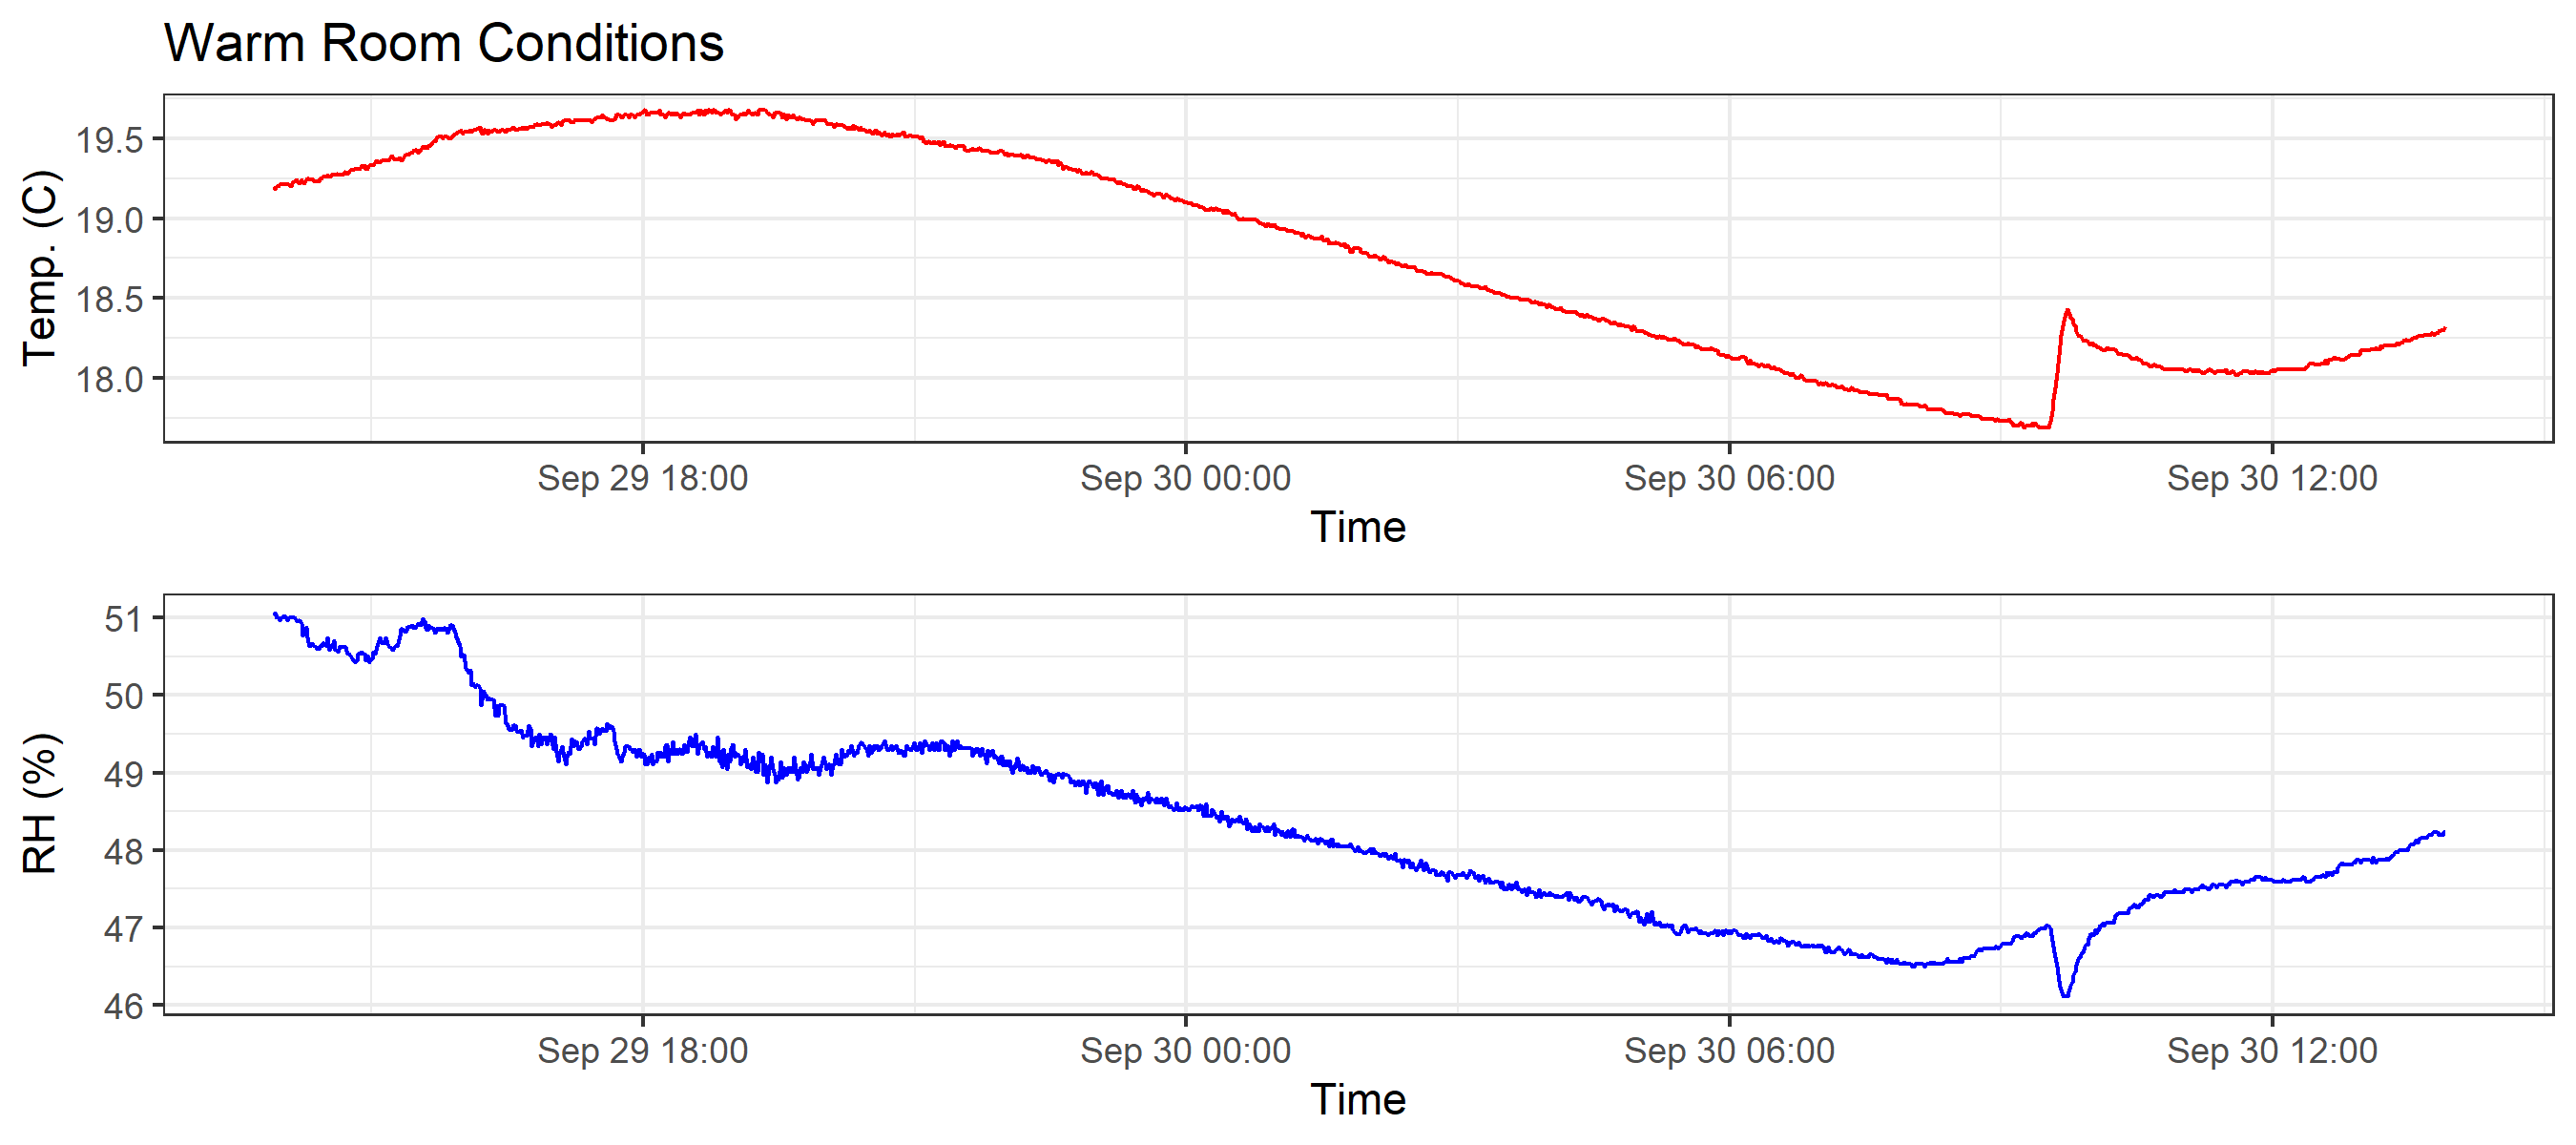 Warm Room Conditions
Temp. (C)
19.5
19.0
18.5
18.0
Sep 29 18:00 Sep 30 00:00 Sep 30 06:00 Sep 30 12:00
Time
RH (%)
51
50
49
48
47
46
Sep 29 18:00 Sep 30 00:00 Sep 30 06:00 Sep 30 12:00
Time